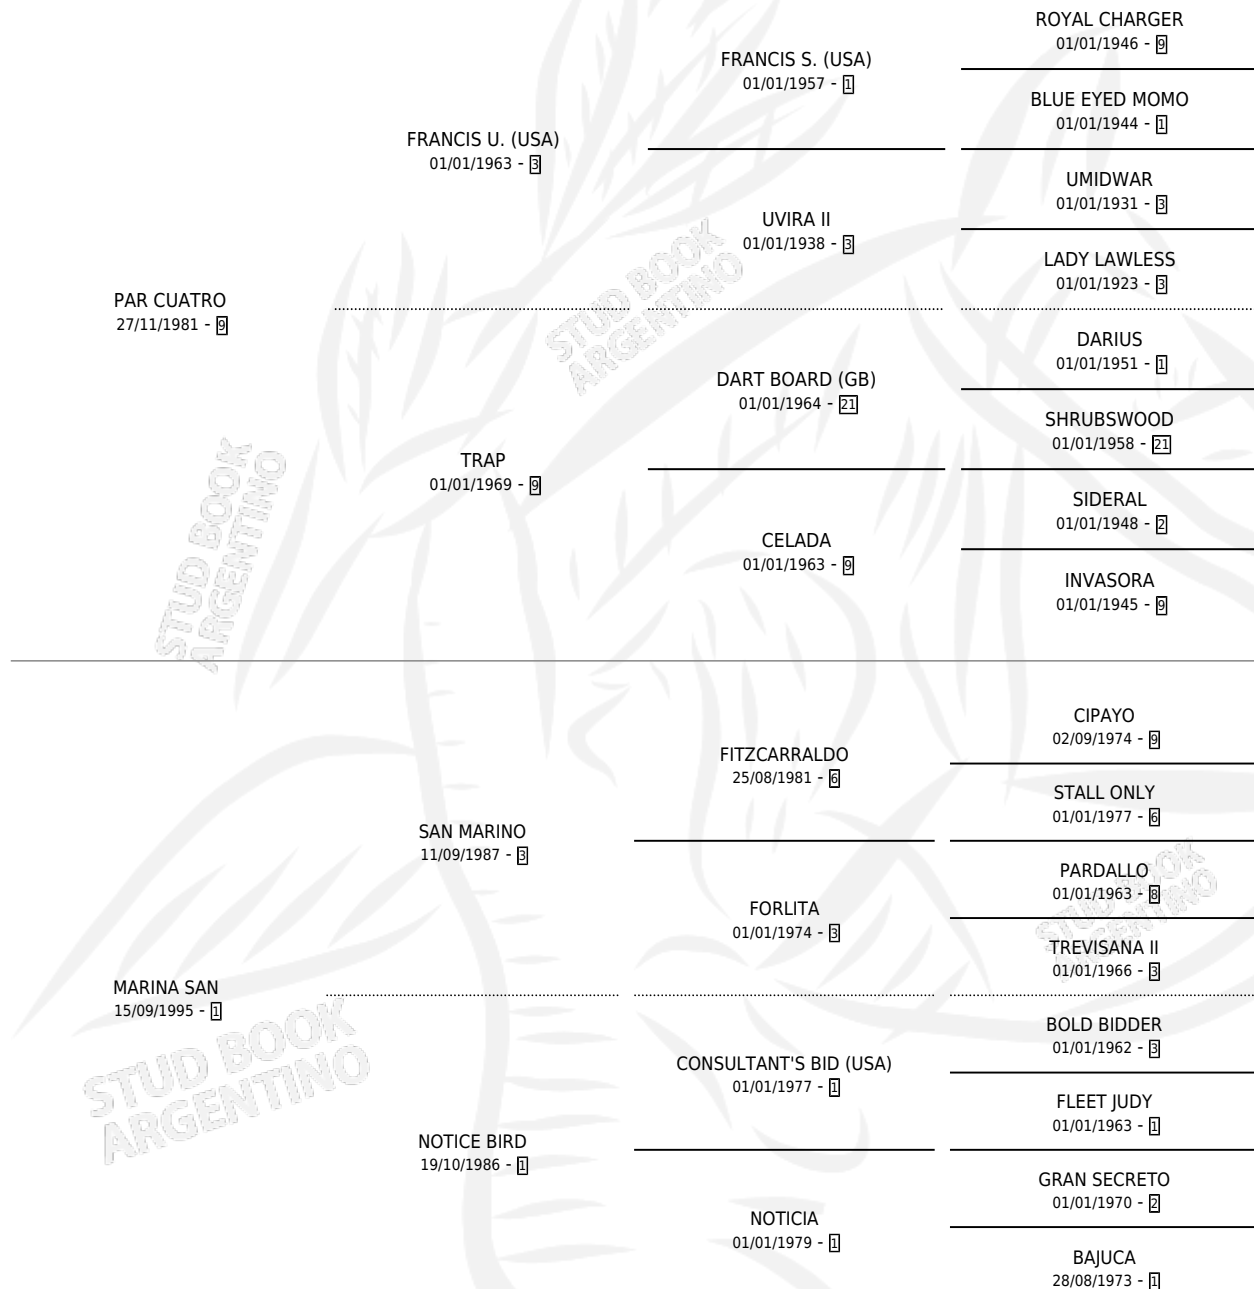 ROYAL CHARGER
01/01/1946 - 9
FRANCIS S. (USA)
01/01/1957 - 1
BLUE EYED MOMO
01/01/1944 - 1
FRANCIS U. (USA)
01/01/1963 - 3
UMIDWAR
01/01/1931 - 3
UVIRA II
01/01/1938 - 3
LADY LAWLESS
01/01/1923 - 3
PAR CUATRO
27/11/1981 - 9
DARIUS
01/01/1951 - 1
DART BOARD (GB)
01/01/1964 - 21
SHRUBSWOOD
01/01/1958 - 21
TRAP
01/01/1969 - 9
SIDERAL
01/01/1948 - 2
CELADA
01/01/1963 - 9
INVASORA
01/01/1945 - 9
CIPAYO
02/09/1974 - 9
FITZCARRALDO
25/08/1981 - 6
STALL ONLY
01/01/1977 - 6
SAN MARINO
11/09/1987 - 3
PARDALLO
01/01/1963 - 8
FORLITA
01/01/1974 - 3
TREVISANA II
01/01/1966 - 3
MARINA SAN
15/09/1995 - 1
BOLD BIDDER
01/01/1962 - 3
CONSULTANT'S BID (USA)
01/01/1977 - 1
FLEET JUDY
01/01/1963 - 1
NOTICE BIRD
19/10/1986 - 1
GRAN SECRETO
01/01/1970 - 2
NOTICIA
01/01/1979 - 1
BAJUCA
28/08/1973 - 1
STUD BOOK
ARGENTINO
STUD BOOK
ARGENTINO
STUD BOOK
ARGENTINO
STUD BOOK
ARGENTINO